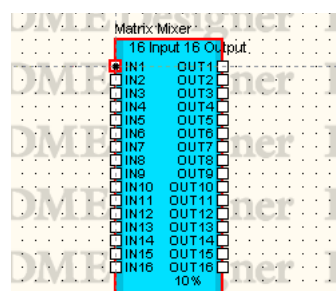 Matrix Mixer
16 Input 16 Output
IN1 OUT1
IN2 OUT2
IN3 OUT3
IN4 OUT4
IN5 OUT5
IN6 OUT6
IN7 OUT7
IN8 OUT8
IN9 OUT9
IN10 OUT10
IN11 OUT11
IN12 OUT12
IN13 OUT13
IN14 OUT14
IN15 OUT15
IN16 OUT16
10%